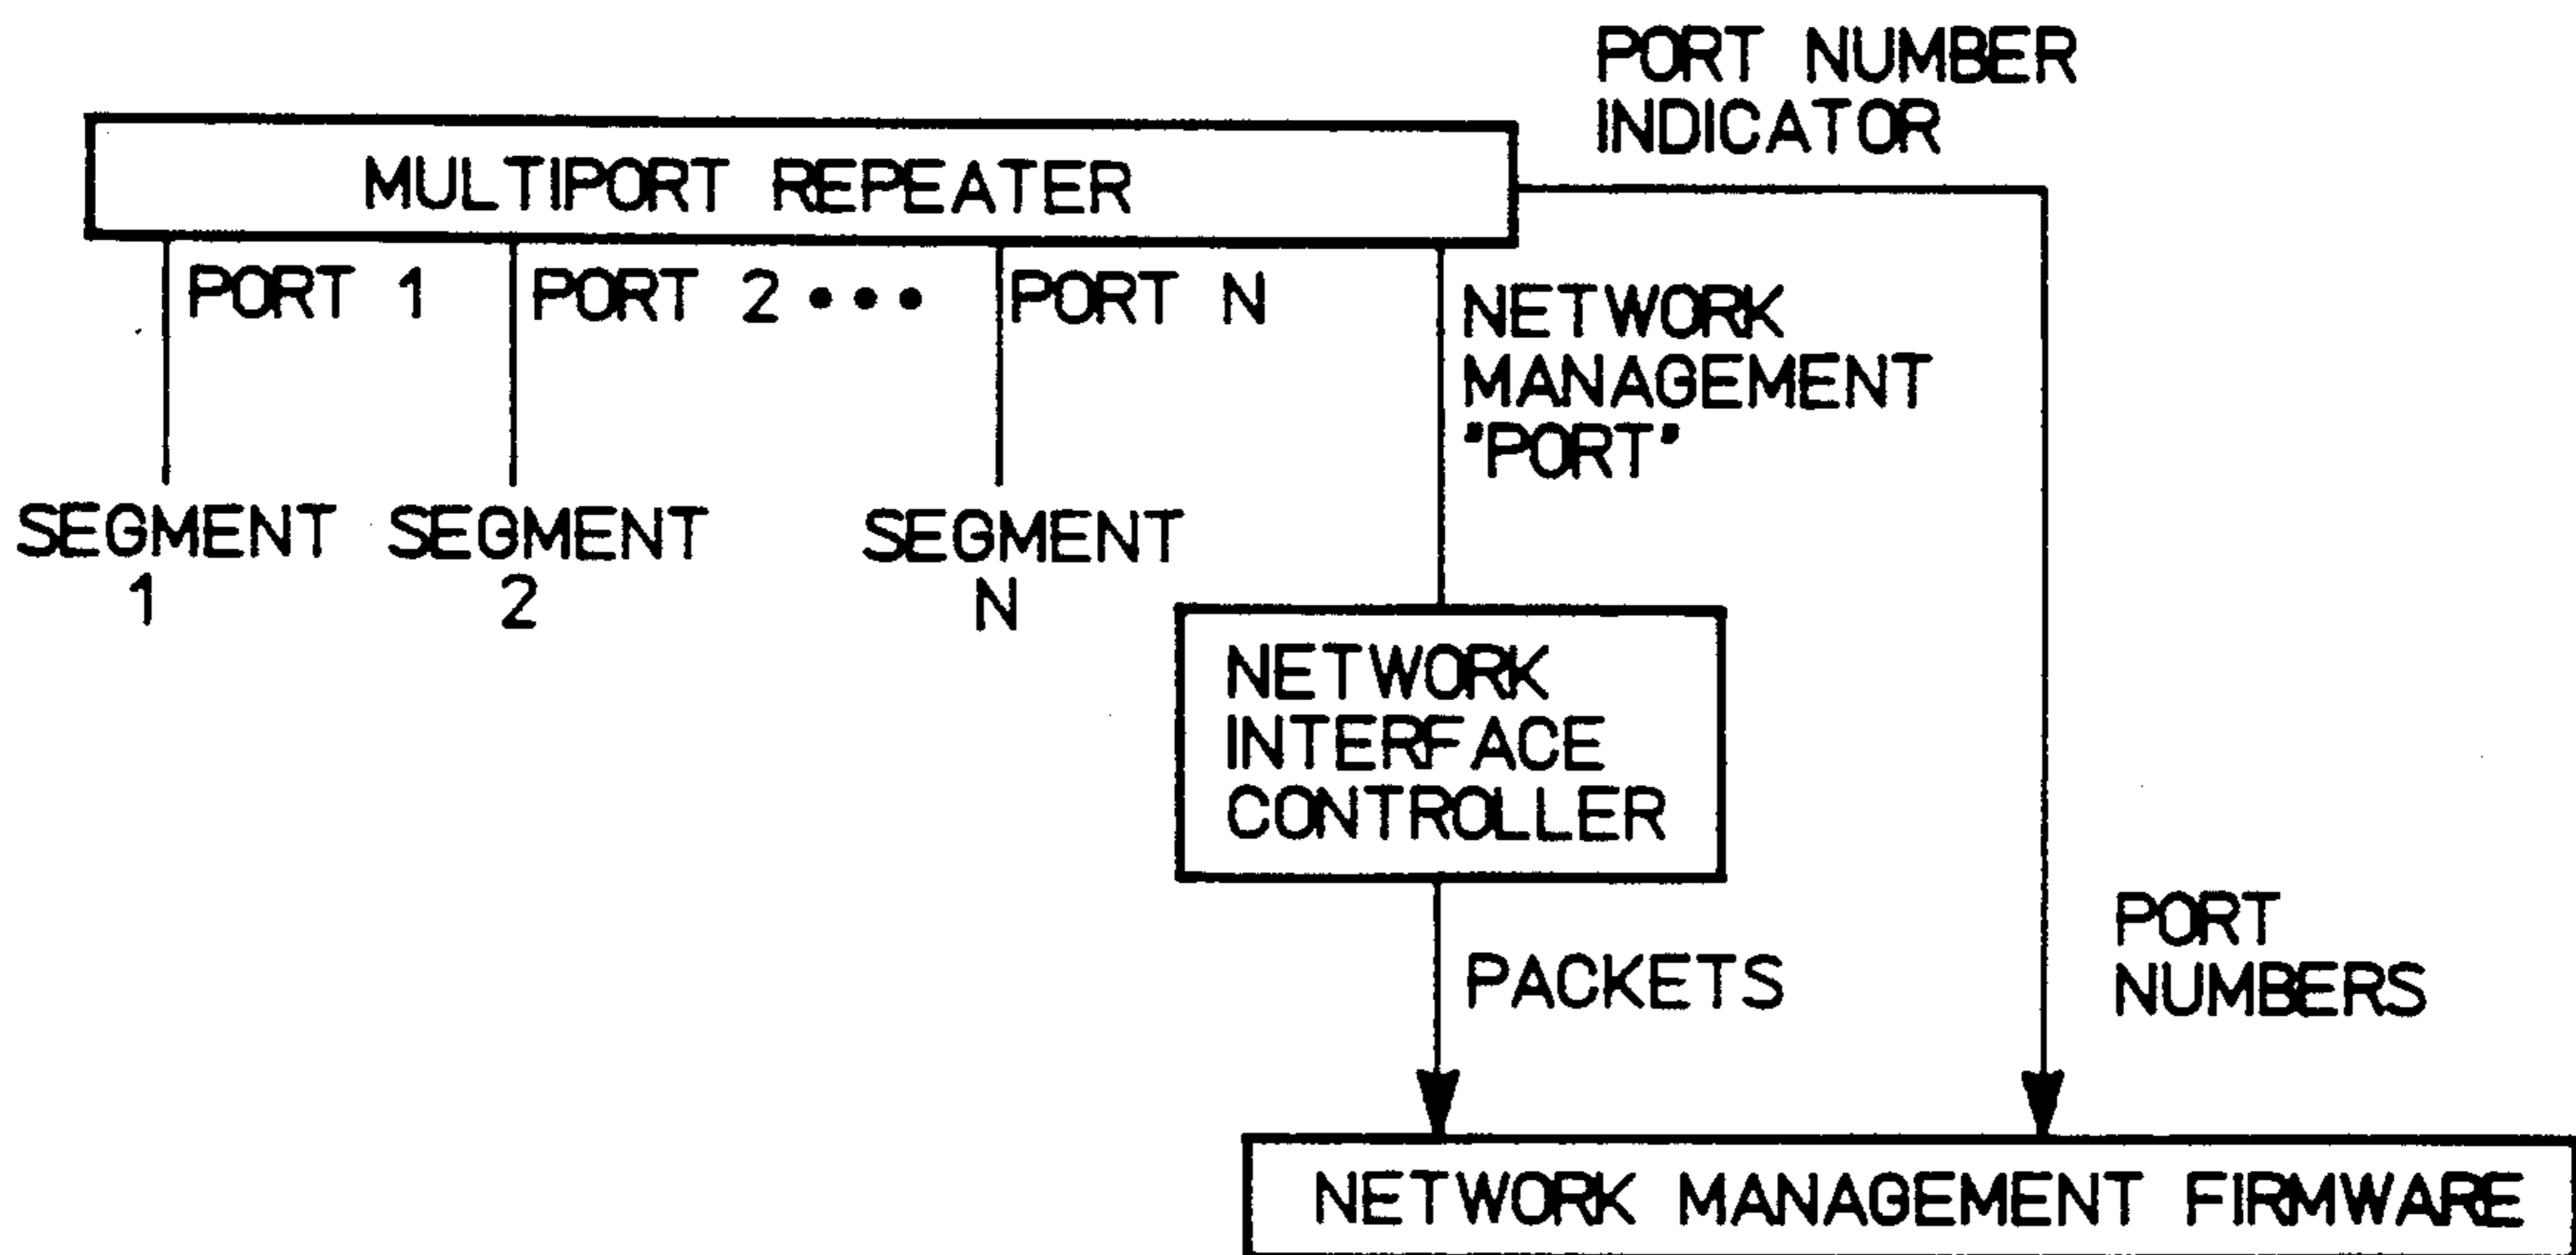 PORT NUMBER
INDICATOR
MULTIPORT REPEATER
PORT 1
PORT 2 •••
PORT N
NETWORK
MANAGEMENT
"PORT"
SEGMENT
1
SEGMENT
2
SEGMENT
N
NETWORK
INTERFACE
CONTROLLER
PACKETS
PORT
NUMBERS
NETWORK MANAGEMENT FIRMWARE